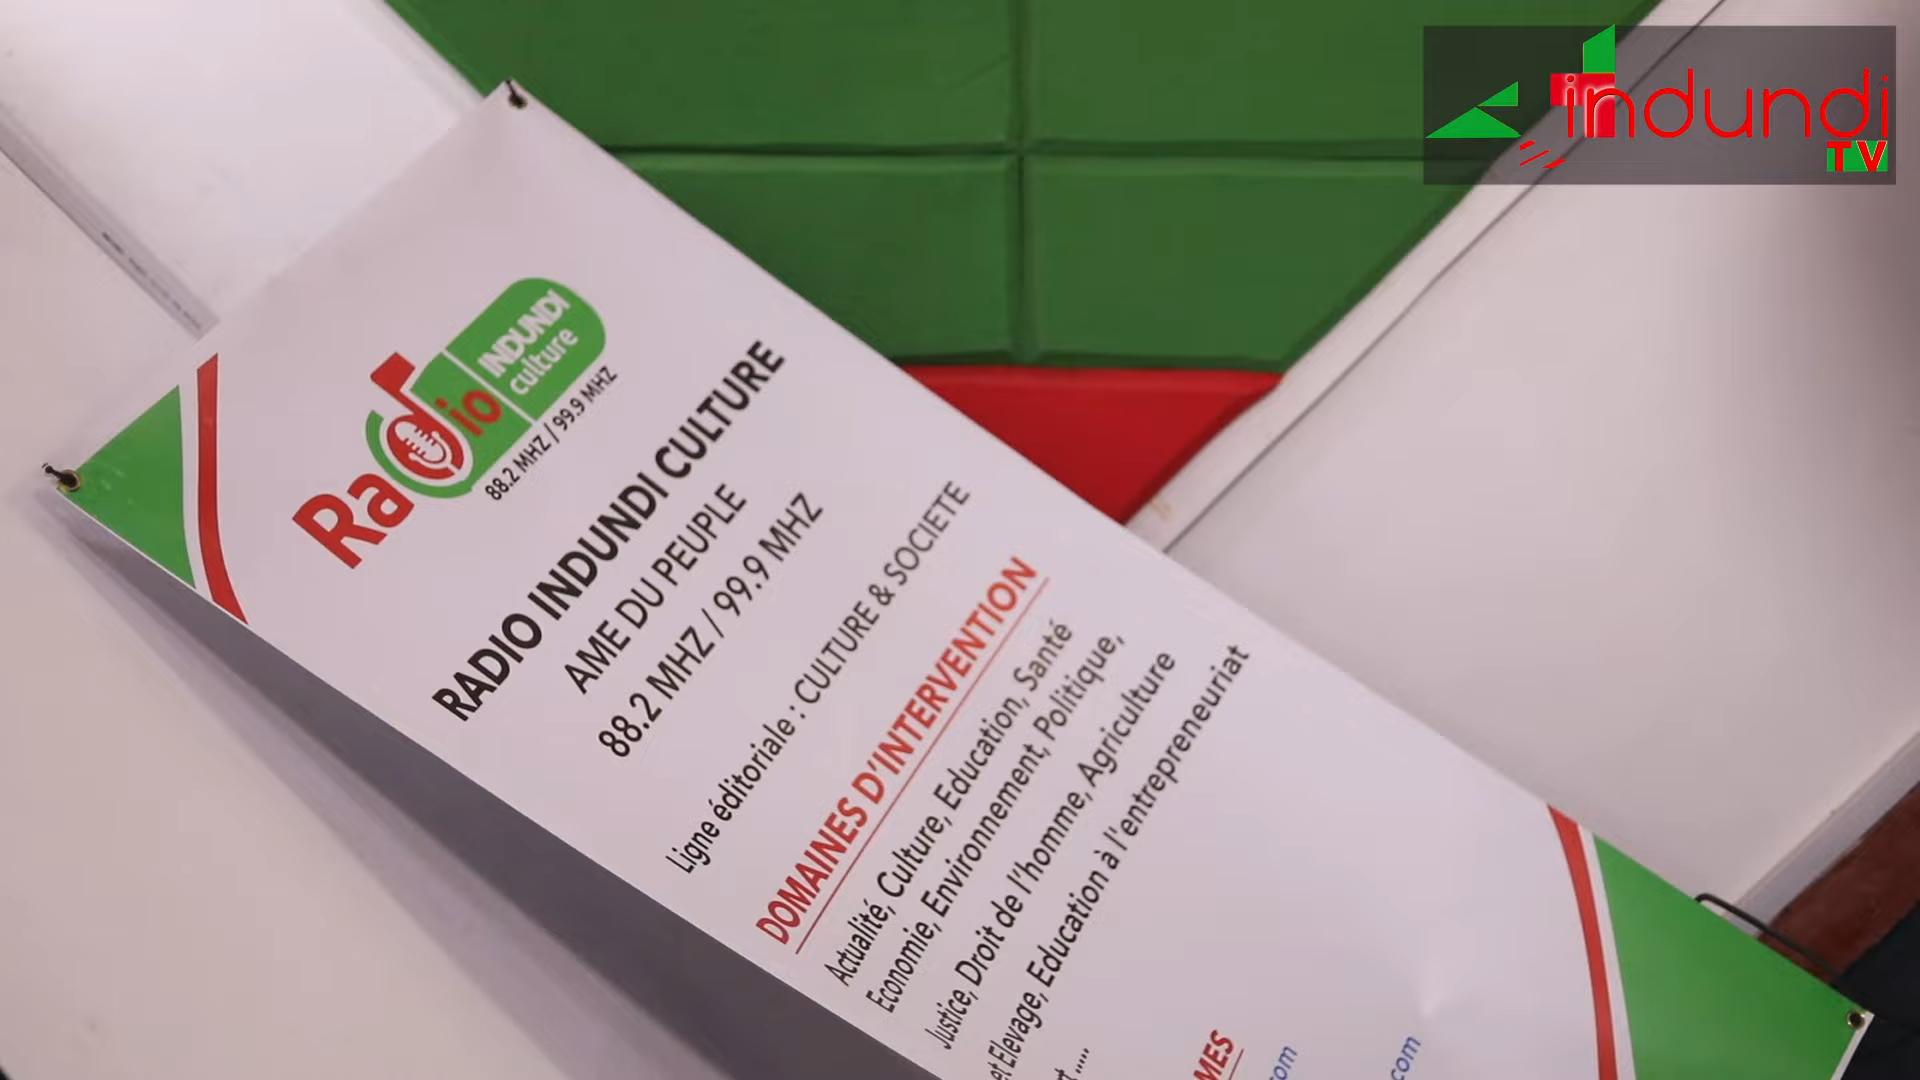 indundi
TV
Radio
INDUNDI
culture
88.2 MHZ / 99.9 MHZ
RADIO INDUNDI CULTURE
AME DU PEUPLE
88.2 MHZ / 99.9 MHZ
Ligne éditoriale : CULTURE & SOCIETE
DOMAINES D'INTERVENTION
Actualité, Culture, Education, Santé
Economie, Environnement, Politique,
Justice, Droit de l'homme, Agriculture
et Elevage, Education à l'entrepreneuriat